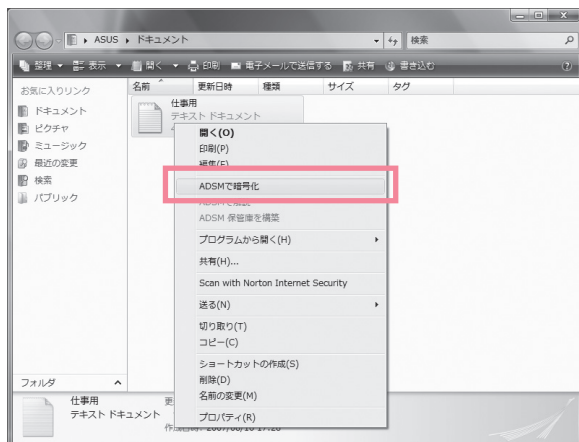 ASUS ▸ ドキュメント
検索
整理 表示 開く 印刷 電子メールで送信する 共有 書き込む
お気に入りリンク
ドキュメント
ピクチャ
ミュージック
最近の変更
検索
パブリック
フォルダ
名前 更新日時 種類 サイズ タグ
仕事用
テキスト ドキュメント
開く(O)
印刷(P)
編集(E)
ADSMで暗号化
ADSMで解読
ADSM 保管庫を構築
プログラムから開く(H)
共有(H)...
Scan with Norton Internet Security
送る(N)
切り取り(T)
コピー(C)
ショートカットの作成(S)
削除(D)
名前の変更(M)
プロパティ(R)
仕事用
テキスト ドキュメント